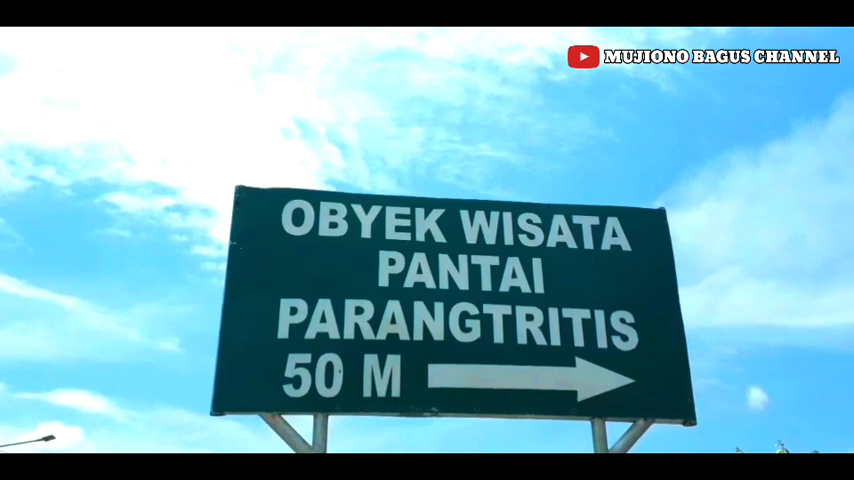 MUJIONO BAGUS CHANNEL
OBYEK WISATA
PANTAI
PARANGTRITIS
50 M